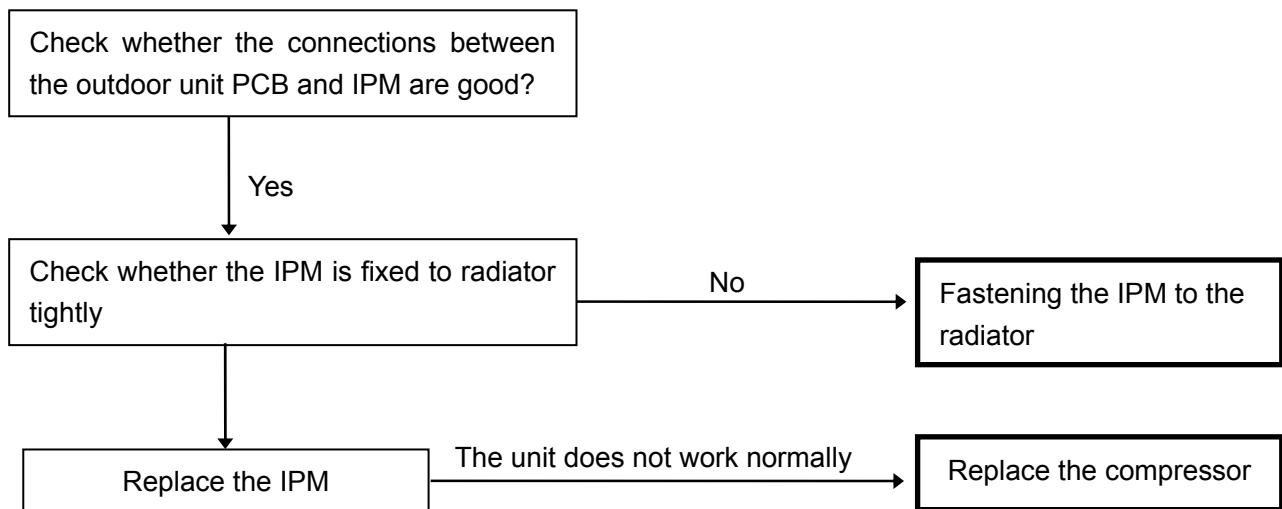 Check whether the connections between
the outdoor unit PCB and IPM are good?
Yes
Check whether the IPM is fixed to radiator
tightly
No
Fastening the IPM to the
radiator
Replace the IPM
The unit does not work normally
Replace the compressor